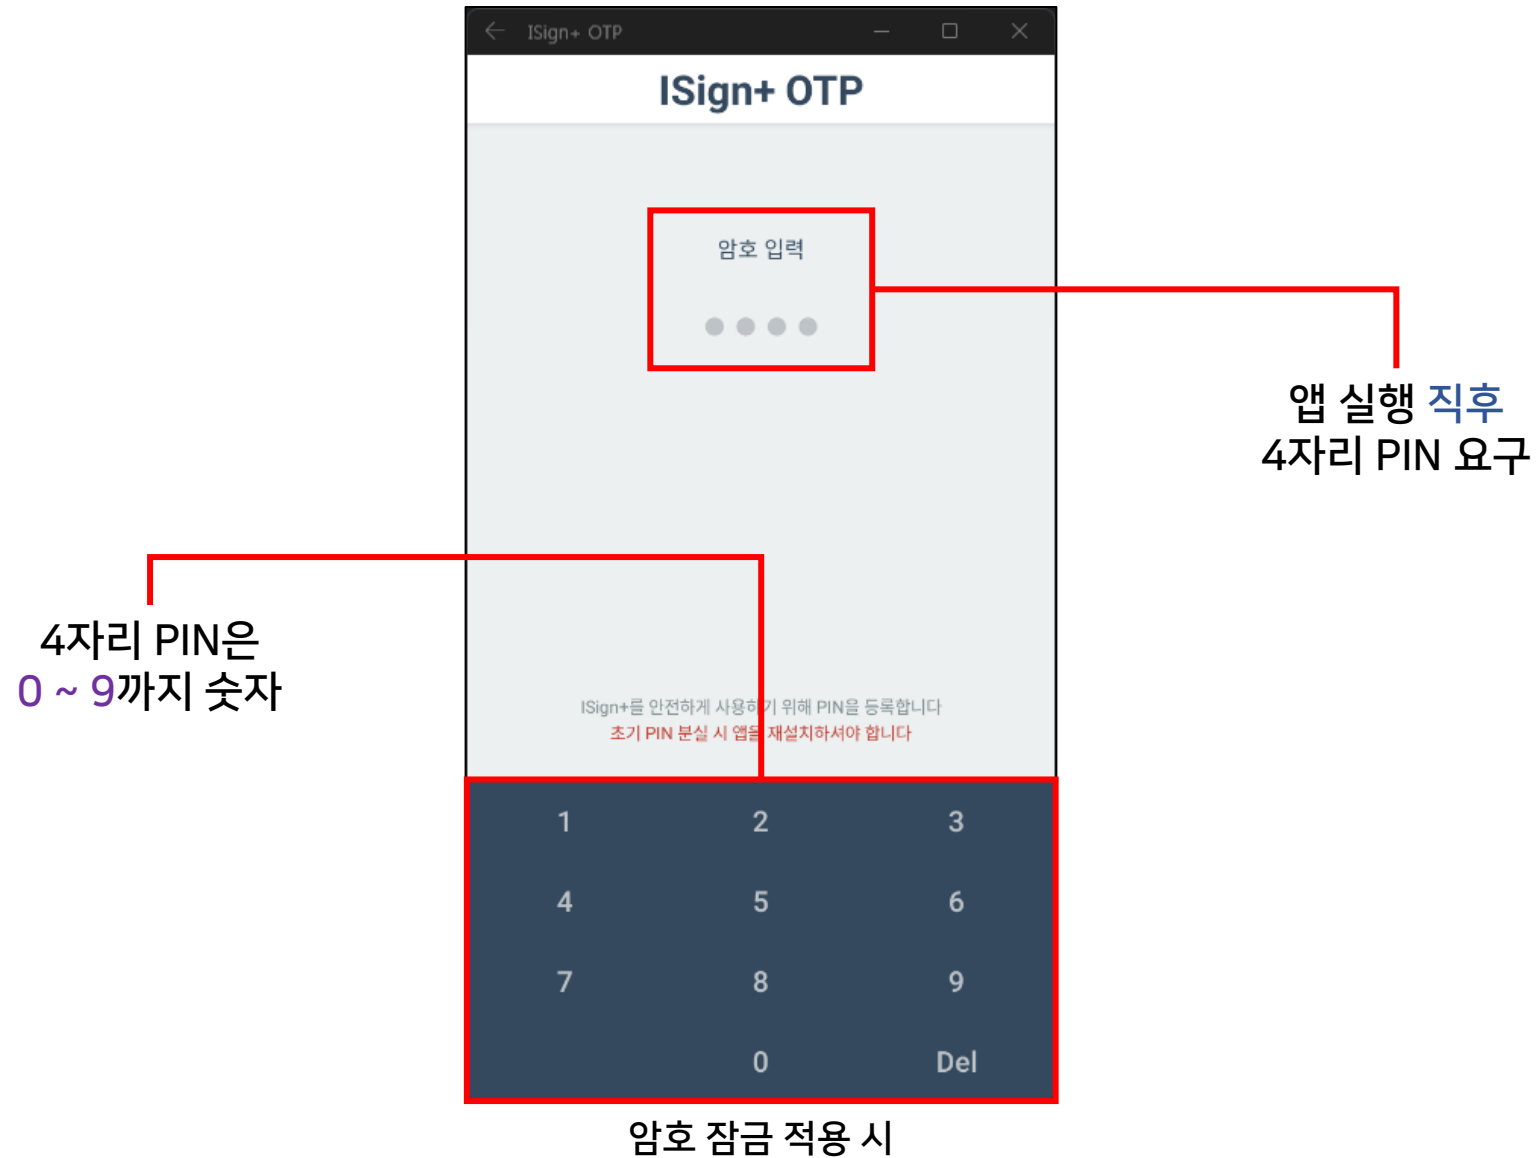 ISign+ OTP
ISign+ OTP
암호 입력
앱 실행 직후
4자리 PIN 요구
4자리 PIN은
0 ~ 9까지 숫자
ISign+를 안전하게 사용하기 위해 PIN을 등록합니다
초기 PIN 분실 시 앱을 재설치하셔야 합니다
1 2 3
4 5 6
7 8 9
0 Del
암호 잠금 적용 시